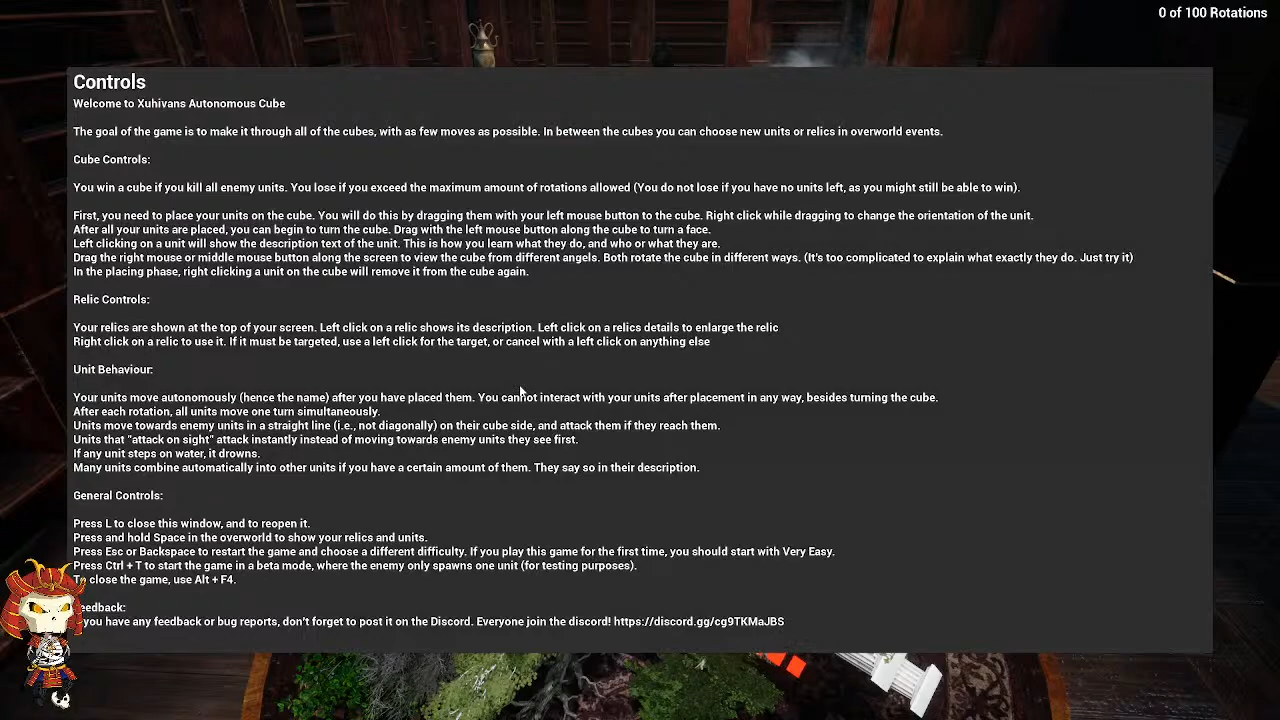 0 of 100 Rotations
Controls
Welcome to Xuhivans Autonomous Cube
The goal of the game is to make it through all of the cubes, with as few moves as possible. In between the cubes you can choose new units or relics in overworld events.
Cube Controls:
You win a cube if you kill all enemy units. You lose if you exceed the maximum amount of rotations allowed (You do not lose if you have no units left, as you might still be able to win).
First, you need to place your units on the cube. You will do this by dragging them with your left mouse button to the cube. Right click while dragging to change the orientation of the unit.
After all your units are placed, you can begin to turn the cube. Drag with the left mouse button along the cube to turn a face.
Left clicking on a unit will show the description text of the unit. This is how you learn what they do, and who or what they are.
Drag the right mouse or middle mouse button along the screen to view the cube from different angels. Both rotate the cube in different ways. (It's too complicated to explain what exactly they do. Just try it)
In the placing phase, right clicking a unit on the cube will remove it from the cube again.
Relic Controls:
Your relics are shown at the top of your screen. Left click on a relic shows its description. Left click on a relics details to enlarge the relic
Right click on a relic to use it. If it must be targeted, use a left click for the target, or cancel with a left click on anything else
Unit Behaviour:
Your units move autonomously (hence the name) after you have placed them. You cannot interact with your units after placement in any way, besides turning the cube.
After each rotation, all units move one turn simultaneously.
Units move towards enemy units in a straight line (i.e., not diagonally) on their cube side, and attack them if they reach them.
Units that "attack on sight" attack instantly instead of moving towards enemy units they see first.
If any unit steps on water, it drowns.
Many units combine automatically into other units if you have a certain amount of them. They say so in their description.
General Controls:
Press L to close this window, and to reopen it.
Press and hold Space in the overworld to show your relics and units.
Press Esc or Backspace to restart the game and choose a different difficulty. If you play this game for the first time, you should start with Very Easy.
Press Ctrl + T to start the game in a beta mode, where the enemy only spawns one unit (for testing purposes).
To close the game, use Alt + F4.
eedback:
you have any feedback or bug reports, don't forget to post it on the Discord. Everyone join the discord! https://discord.gg/cg9TKMaJBS